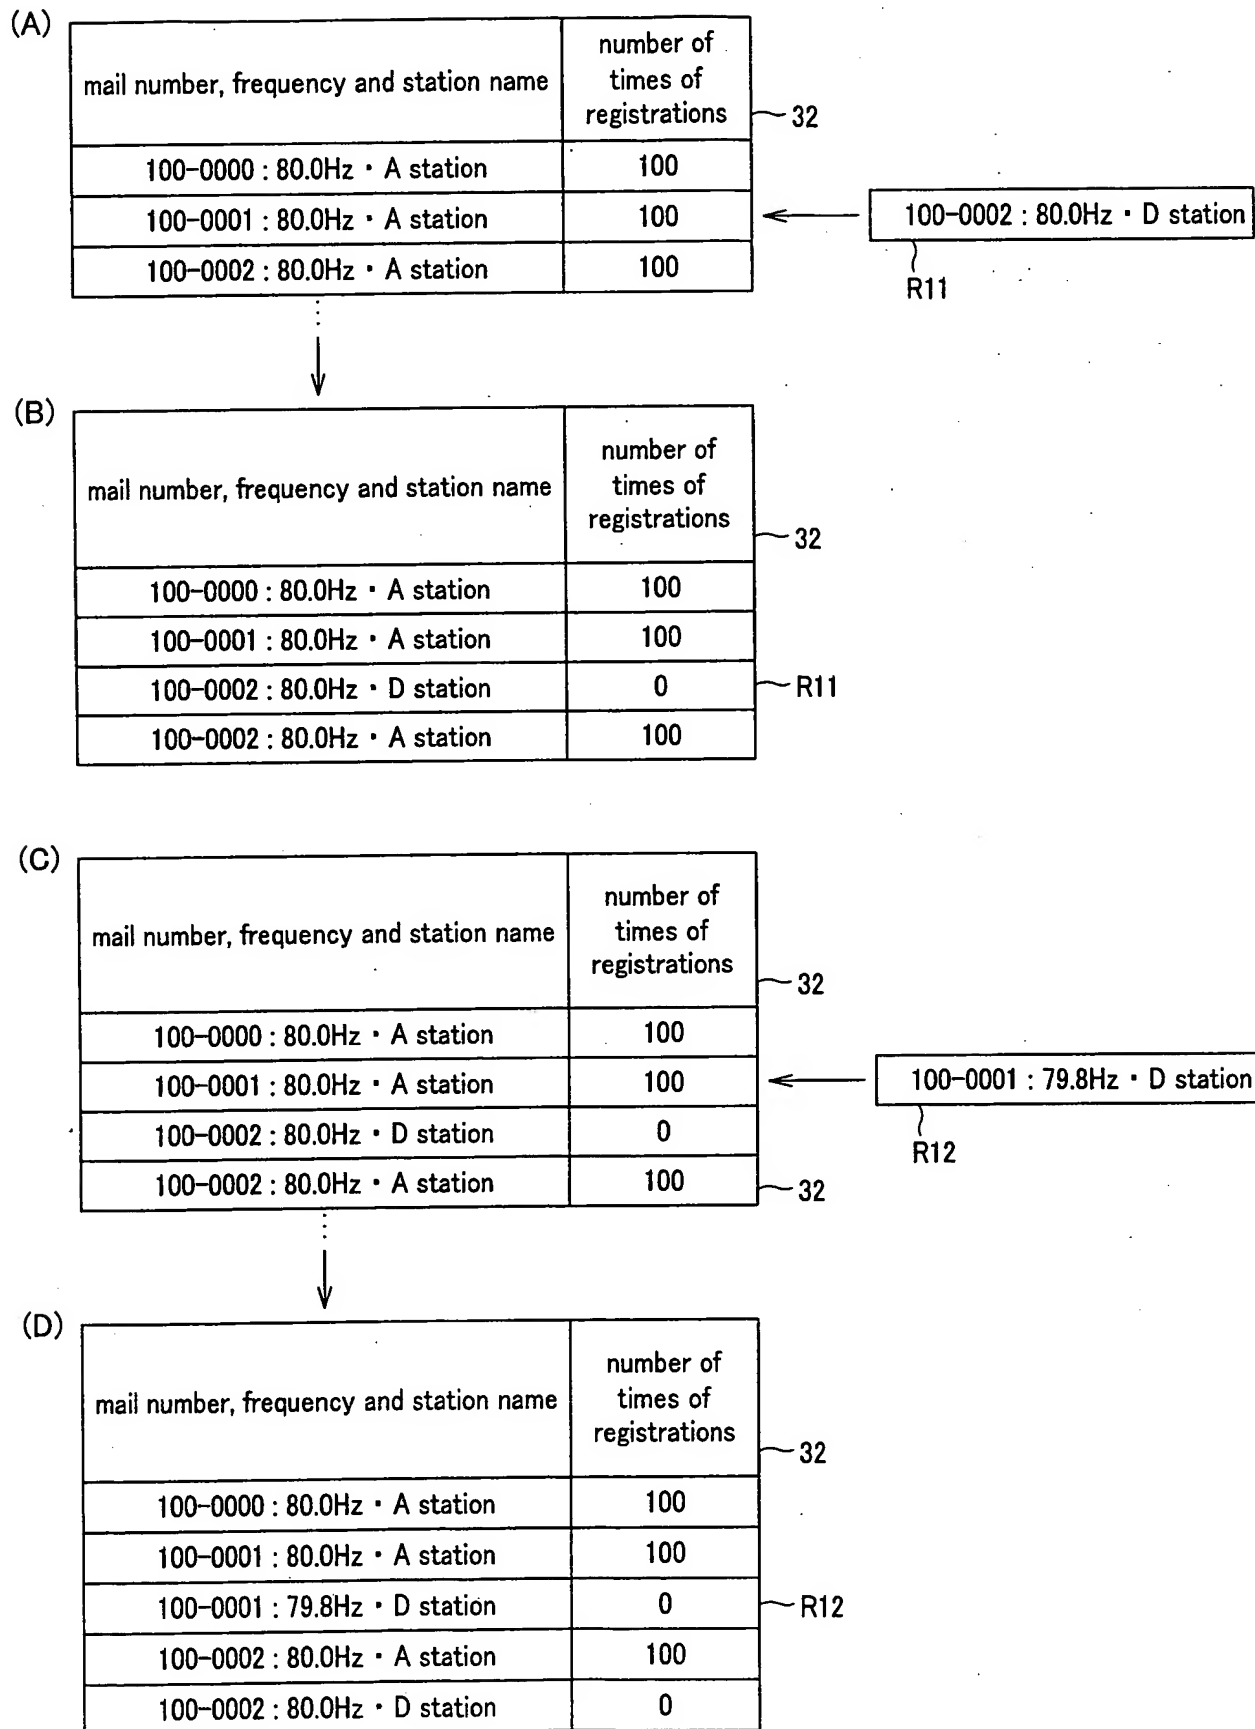 (A)
mail number, frequency and station name
number of
times of
registrations
32
100-0000 : 80.0Hz · A station 100
100-0001 : 80.0Hz · A station 100
100-0002 : 80.0Hz · A station 100
100-0002 : 80.0Hz · D station
R11
(B)
mail number, frequency and station name
number of
times of
registrations
32
100-0000 : 80.0Hz · A station 100
100-0001 : 80.0Hz · A station 100
100-0002 : 80.0Hz · D station 0 R11
100-0002 : 80.0Hz · A station 100
(C)
mail number, frequency and station name
number of
times of
registrations
32
100-0000 : 80.0Hz · A station 100
100-0001 : 80.0Hz · A station 100
100-0001 : 79.8Hz · D station
R12
100-0002 : 80.0Hz · D station 0
100-0002 : 80.0Hz · A station 100 32
(D)
mail number, frequency and station name
number of
times of
registrations
32
100-0000 : 80.0Hz · A station 100
100-0001 : 80.0Hz · A station 100
100-0001 : 79.8Hz · D station 0 R12
100-0002 : 80.0Hz · A station 100
100-0002 : 80.0Hz · D station 0